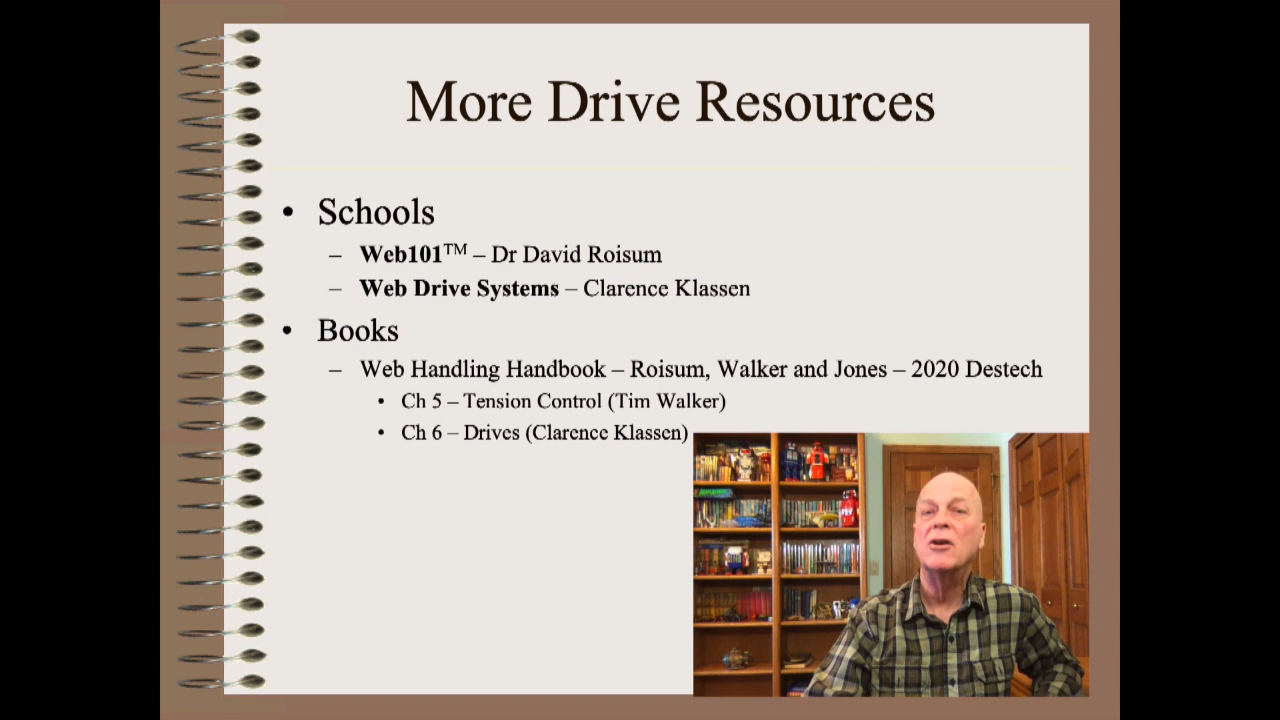 More Drive Resources
• Schools
– Web101™ – Dr David Roisum
– Web Drive Systems – Clarence Klassen
• Books
– Web Handling Handbook – Roisum, Walker and Jones – 2020 Destech
• Ch 5 – Tension Control (Tim Walker)
• Ch 6 – Drives (Clarence Klassen)